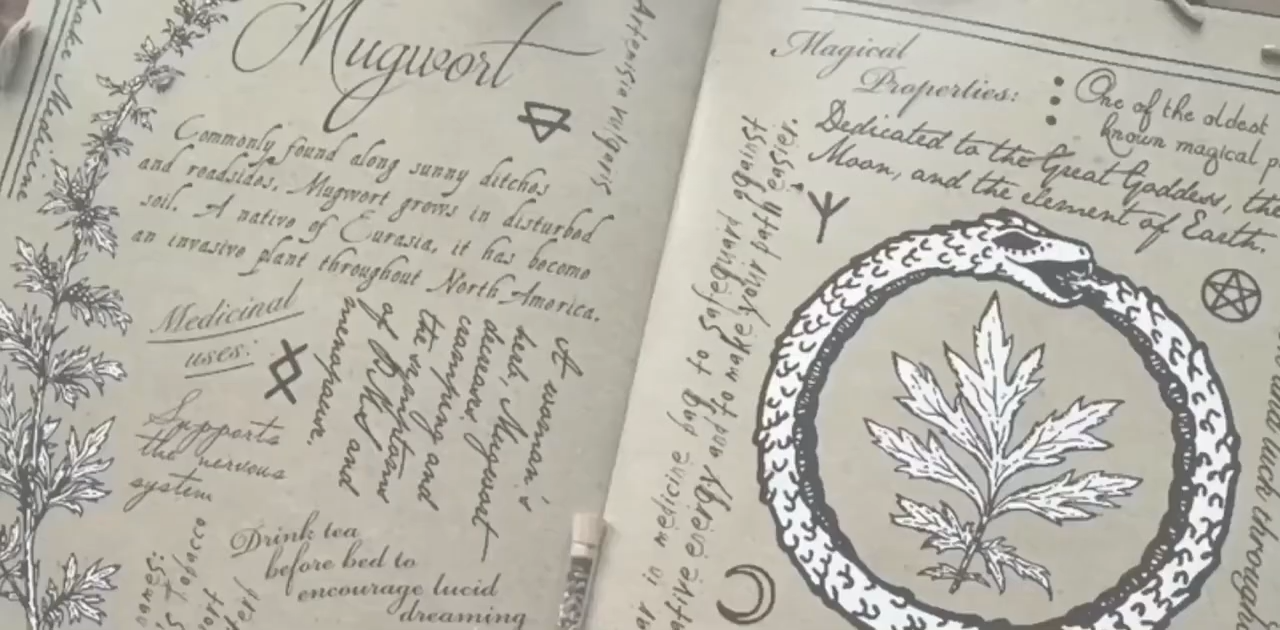 Mugwort
Artemisia vulgaris
Medicine
Commonly found along sunny ditches
and roadsides, Mugwort grows in disturbed
soil. A native of Eurasia, it has become
an invasive plant throughout North America.
Medicinal
uses:
Supports
the nervous
system
A woman's
herb, Mugwort
decreases
cramping and
the symptoms
of PMS and
menopause.
Drink tea
before bed to
encourage lucid
dreaming
tobacco
Magical
Properties:
One of the oldest
known magical p
Dedicated to the Great Goddess, the
Moon, and the element of Earth.
in medicine bag to safeguard against
ative energy and to make your path easier.
through